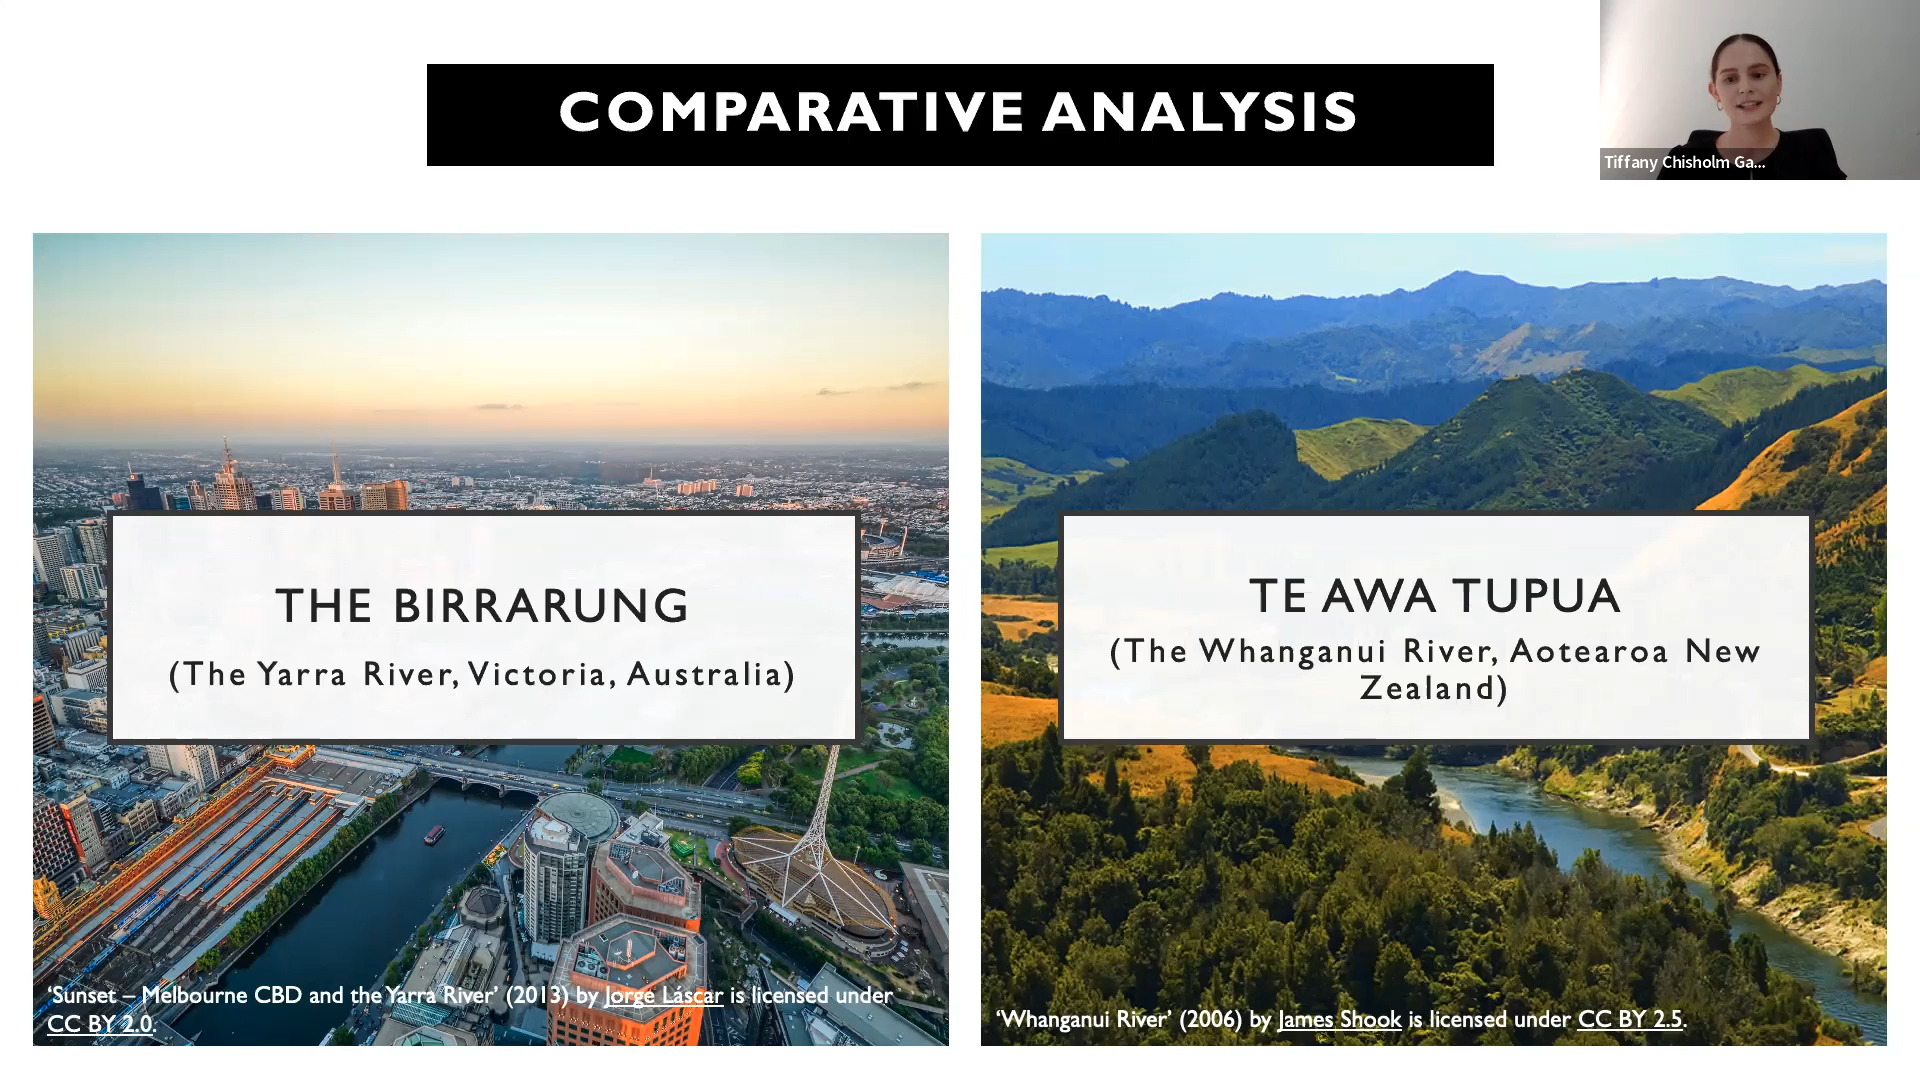 COMPARATIVE ANALYSIS
Tiffany Chisholm Ga...
THE BIRRARUNG
(The Yarra River, Victoria, Australia)
TE AWA TUPUA
(The Whanganui River, Aotearoa New
Zealand)
‘Sunset – Melbourne CBD and the Yarra River’ (2013) by Jorge Láscar is licensed under
CC BY 2.0.
‘Whanganui River’ (2006) by James Shook is licensed under CC BY 2.5.